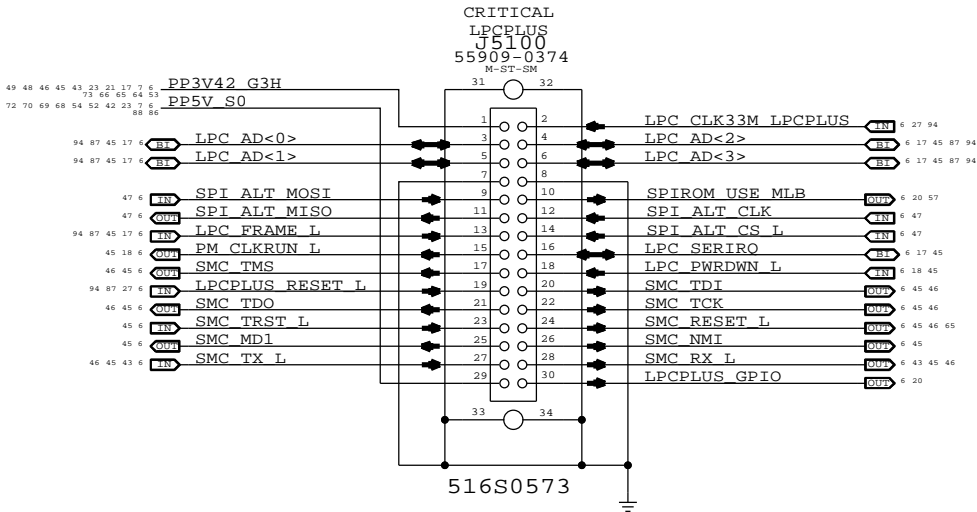 CRITICAL
LPCPLUS
J5100
55909-0374
M-ST-SM
31 32
49 48 46 45 43 23 21 17 7 6 PP3V42_G3H
73 66 65 64 53
72 70 69 68 54 52 42 23 7 6 PP5V_S0
88 86
1 2 LPC_CLK33M_LPCPLUS IN 6 27 94
94 87 45 17 6 BI LPC_AD<0> 3 4 LPC_AD<2> BI 6 17 45 87 94
94 87 45 17 6 BI LPC_AD<1> 5 6 LPC_AD<3> BI 6 17 45 87 94
7 8
47 6 IN SPI_ALT_MOSI 9 10 SPIROM_USE_MLB OUT 6 20 57
47 6 OUT SPI_ALT_MISO 11 12 SPI_ALT_CLK IN 6 47
94 87 45 17 6 IN LPC_FRAME_L 13 14 SPI_ALT_CS_L IN 6 47
45 18 6 OUT PM_CLKRUN_L 15 16 LPC_SERIRQ BI 6 17 45
46 45 6 OUT SMC_TMS 17 18 LPC_PWRDWN_L IN 6 18 45
94 87 27 6 IN LPCPLUS_RESET_L 19 20 SMC_TDI OUT 6 45 46
46 45 6 OUT SMC_TDO 21 22 SMC_TCK OUT 6 45 46
45 6 IN SMC_TRST_L 23 24 SMC_RESET_L OUT 6 45 46 65
45 6 OUT SMC_MD1 25 26 SMC_NMI OUT 6 45
46 45 43 6 IN SMC_TX_L 27 28 SMC_RX_L OUT 6 43 45 46
29 30 LPCPLUS_GPIO OUT 6 20
33 34
516S0573